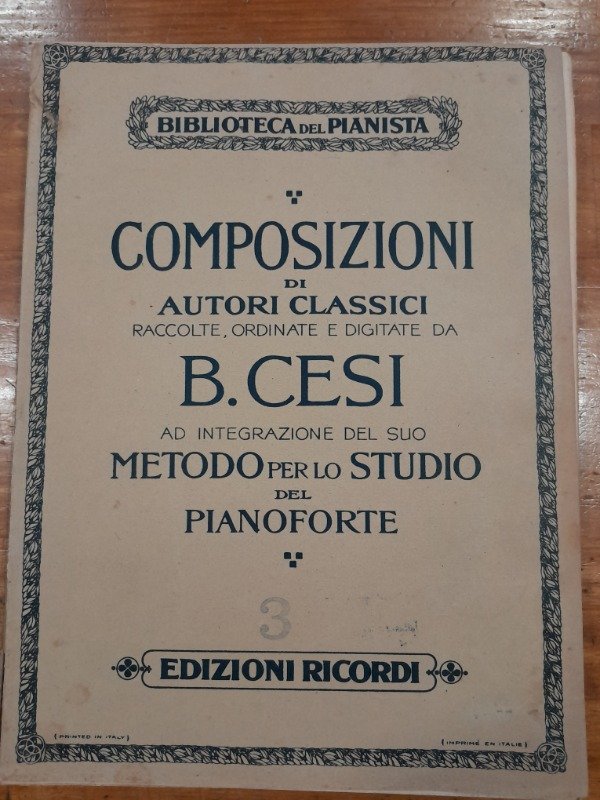 BIBLIOTECA DEL PIANISTA
COMPOSIZIONI
DI
AUTORI CLASSICI
RACCOLTE, ORDINATE E DIGITATE DA
B. CESI
AD INTEGRAZIONE DEL SUO
METODO PER LO STUDIO
DEL
PIANOFORTE
3
EDIZIONI RICORDI
(PRINTED IN ITALY)
(IMPRIMÉ EN ITALIE)